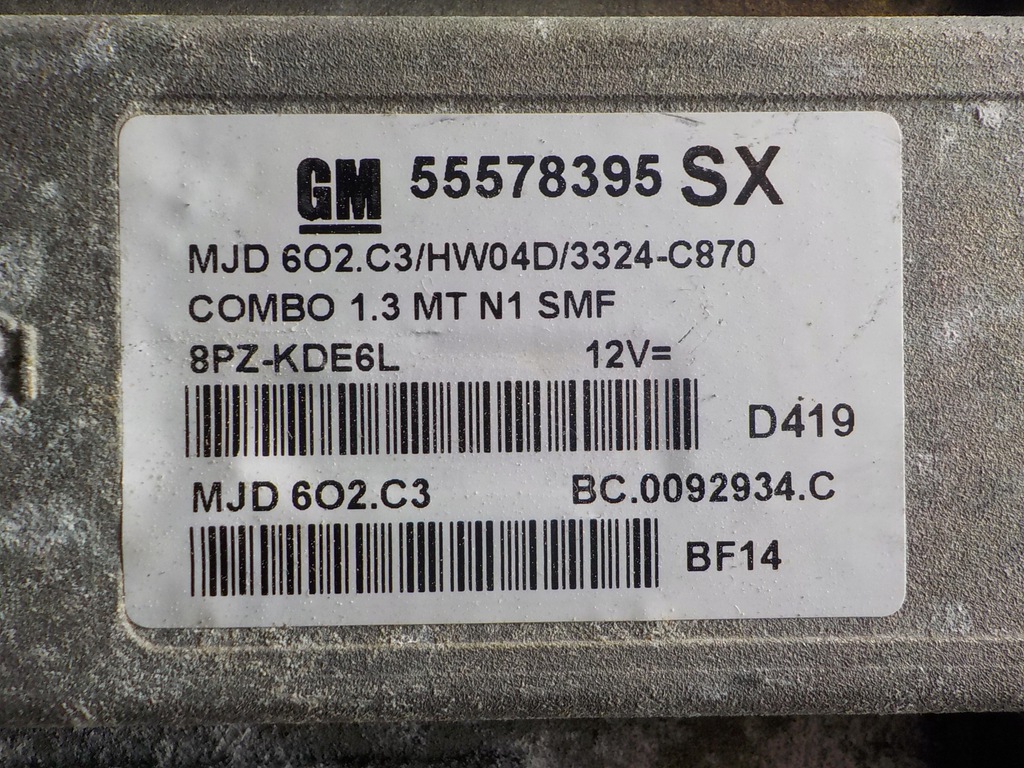 GM 55578395 SX
MJD 6O2.C3/HW04D/3324-C870
COMBO 1.3 MT N1 SMF
8PZ-KDE6L 12V=
D419
MJD 6O2.C3 BC.0092934.C
BF14